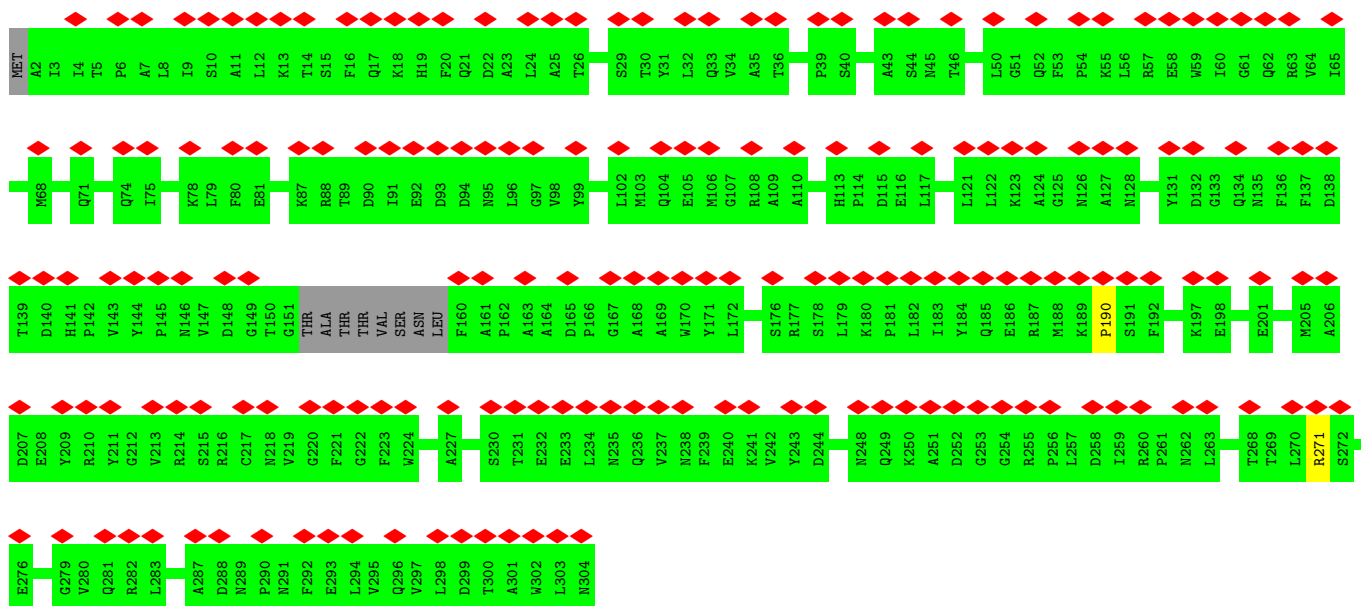 MET A2 I3 I4 T5 P6 A7 L8 I9 S10 A11 L12 K13 T14 S15 F16 Q17 K18 H19 F20 Q21 D22 A23 L24 A25 T26 S29 T30 Y31 L32 Q33 V34 A35 T36 P39 S40 A43 S44 N45 T46 L50 G51 Q52 F53 P54 K55 L56 R57 E58 W59 I60 G61 Q62 R63 V64 I65
M68 Q71 Q74 I75 K78 L79 F80 E81 K87 R88 T89 D90 I91 E92 D93 D94 N95 L96 G97 V98 Y99 L102 M103 Q104 E105 M106 G107 R108 A109 A110 H113 P114 D115 E116 L117 L121 L122 K123 A124 G125 N126 A127 N128 Y131 D132 G133 Q134 N135 F136 F137 D138
T139 D140 H141 P142 V143 Y144 P145 N146 V147 D148 G149 T150 G151 THR ALA THR THR VAL SER ASN LEU F160 A161 P162 A163 A164 D165 P166 G167 A168 A169 W170 Y171 L172 S176 R177 S178 L179 K180 P181 L182 I183 Y184 Q185 E186 R187 M188 K189 P190 S191 F192 K197 E198 E201 M205 A206
D207 E208 Y209 R210 Y211 G212 V213 R214 S215 R216 C217 N218 V219 G220 F221 G222 F223 W224 A227 S230 T231 E232 E233 L234 N235 Q236 V237 N238 F239 E240 K241 V242 Y243 D244 N248 Q249 K250 A251 D252 G253 G254 R255 P256 L257 D258 I259 R260 P261 N262 L263 T268 T269 L270 R271 S272
E276 G279 V280 Q281 R282 L283 A287 D288 N289 P290 N291 F292 E293 L294 V295 Q296 V297 L298 D299 T300 A301 W302 L303 N304